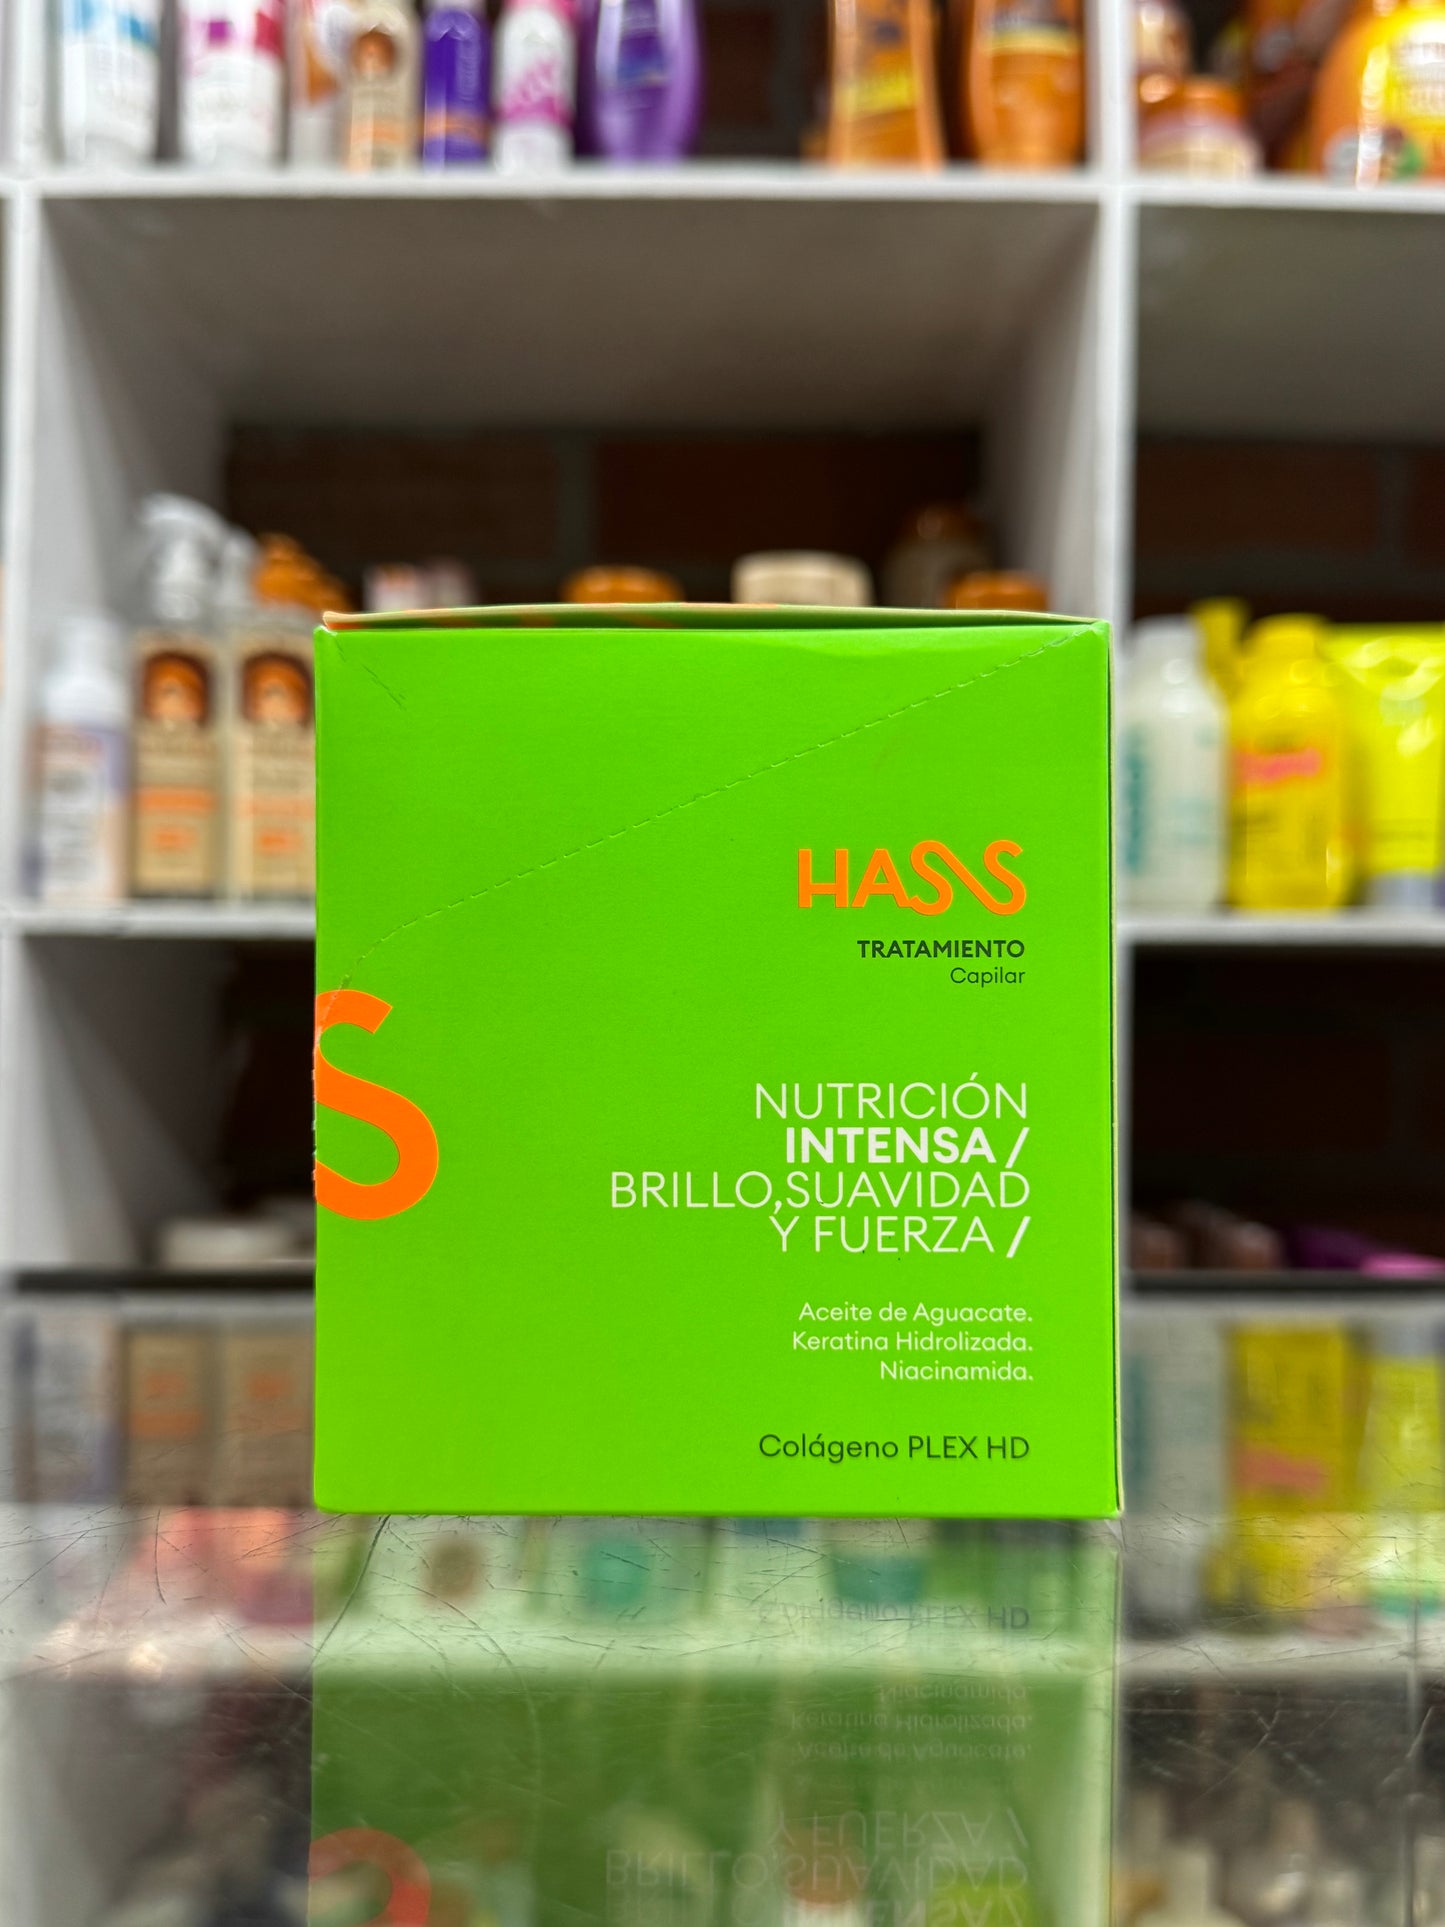 HASS
TRATAMIENTO
Capilar
S
NUTRICIÓN
INTENSA /
BRILLO, SUAVIDAD
Y FUERZA /
Aceite de Aguacate.
Keratina Hidrolizada.
Niacinamida.
Colágeno PLEX HD